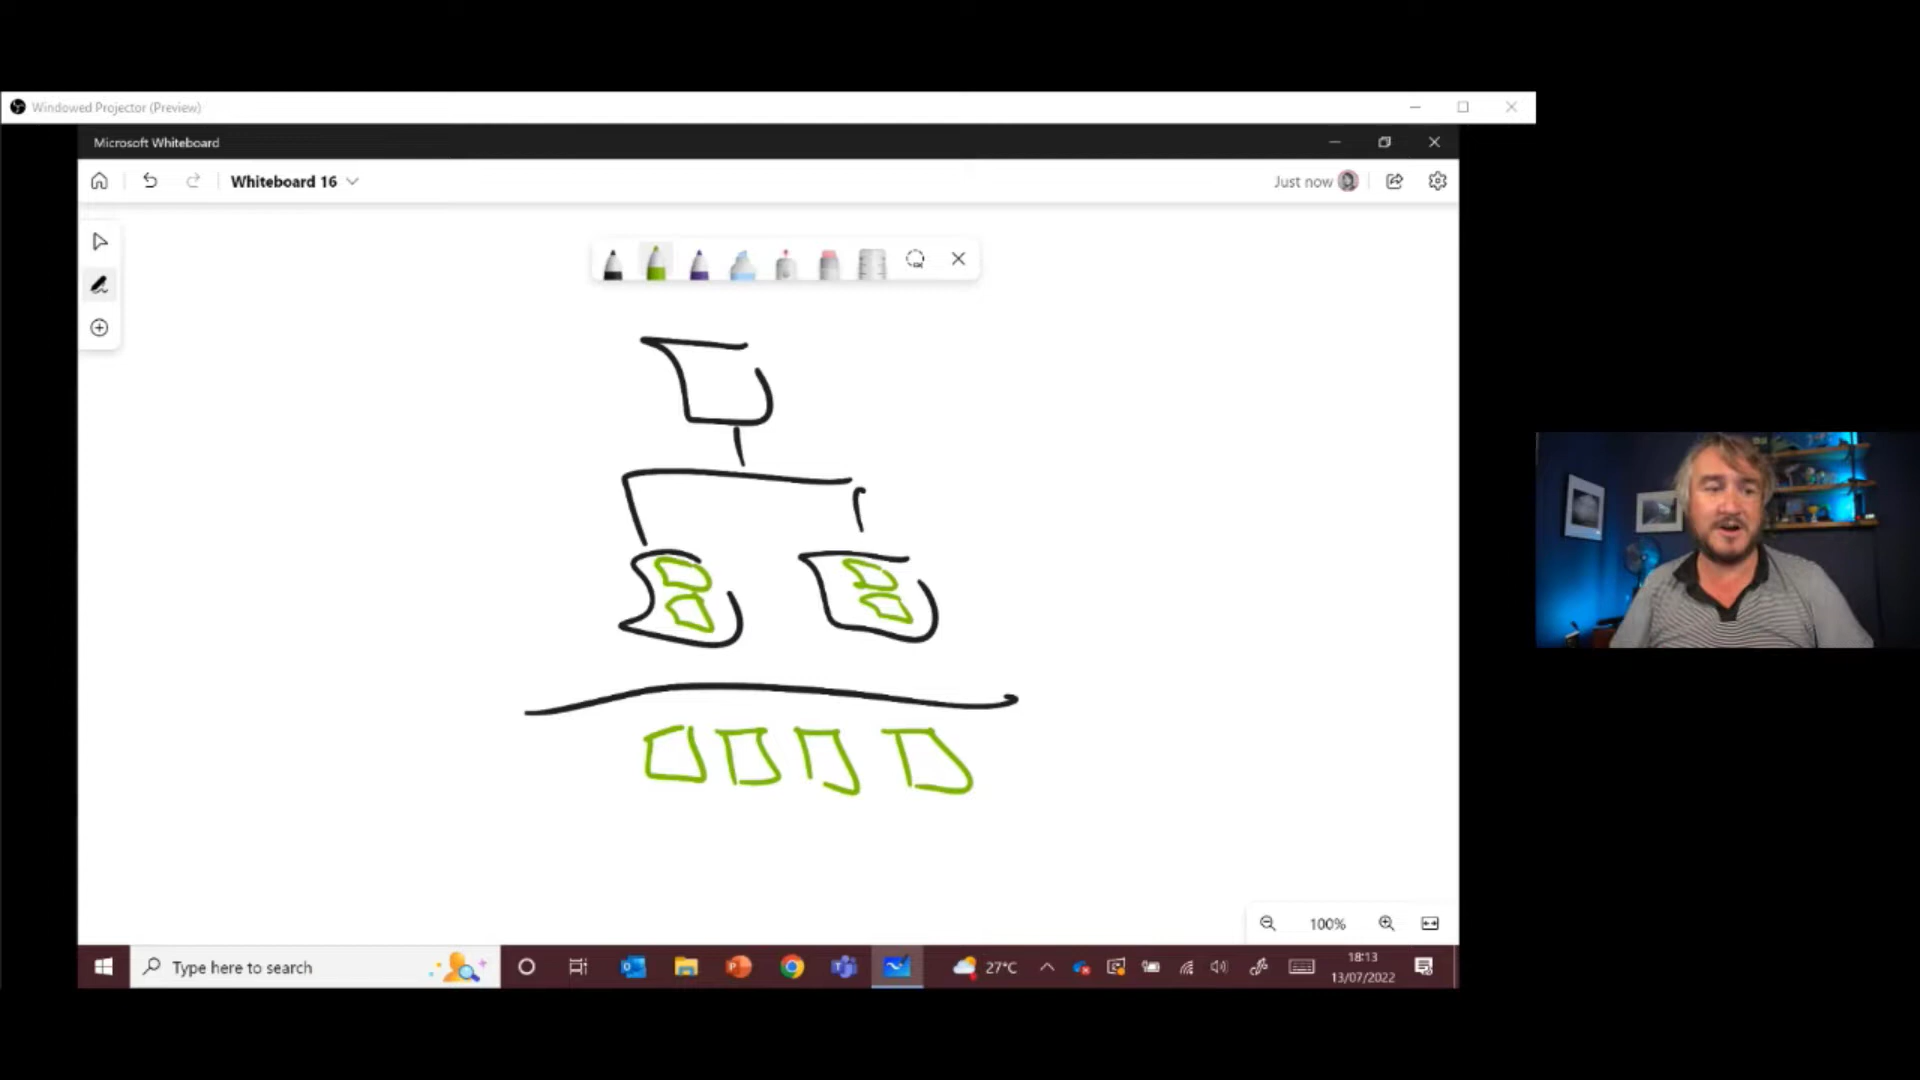 Windowed Projector (Preview)
Microsoft Whiteboard
Whiteboard 16
Just now
100%
Type here to search
27°C
18:13
13/07/2022